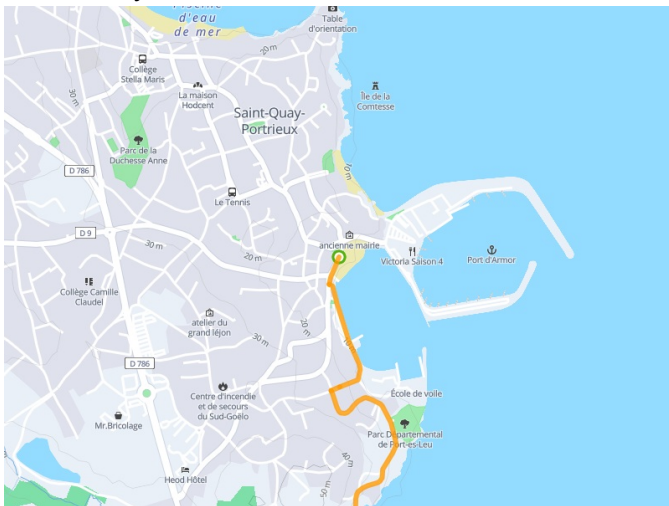 d'eau
de mer
Table
d'orientation
20 m
Collège
Stella Maris
30 m
La maison
Hodcent
Île de la
Comtesse
Saint-Quay-
Portrieux
Parc de la
Duchesse Anne
10 m
D 786
Le Tennis
D 9
30 m
ancienne mairie
Victoria Saison 4
Port d'Armor
Collège Camille
Claudel
atelier du
grand léjon
20 m
30 m
D 786
Centre d'Incendie
et de secours
du Sud-Goëlo
École de voile
Mr.Bricolage
Parc Départemental
de Port-es-Leu
40 m
Heod Hôtel
50 m